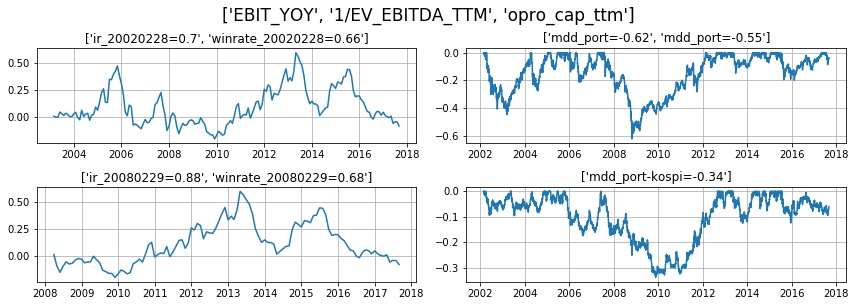 ['EBIT_YOY', '1/EV_EBITDA_TTM', 'opro_cap_ttm']
['ir_20020228=0.7', 'winrate_20020228=0.66']
0.50
0.25
0.00
2004 2006 2008 2010 2012 2014 2016 2018
['mdd_port=-0.62', 'mdd_port=-0.55']
0.0
−0.2
−0.4
−0.6
2002 2004 2006 2008 2010 2012 2014 2016 2018
['ir_20080229=0.88', 'winrate_20080229=0.68']
0.50
0.25
0.00
2008 2009 2010 2011 2012 2013 2014 2015 2016 2017 2018
['mdd_port-kospi=-0.34']
0.0
−0.1
−0.2
−0.3
2002 2004 2006 2008 2010 2012 2014 2016 2018